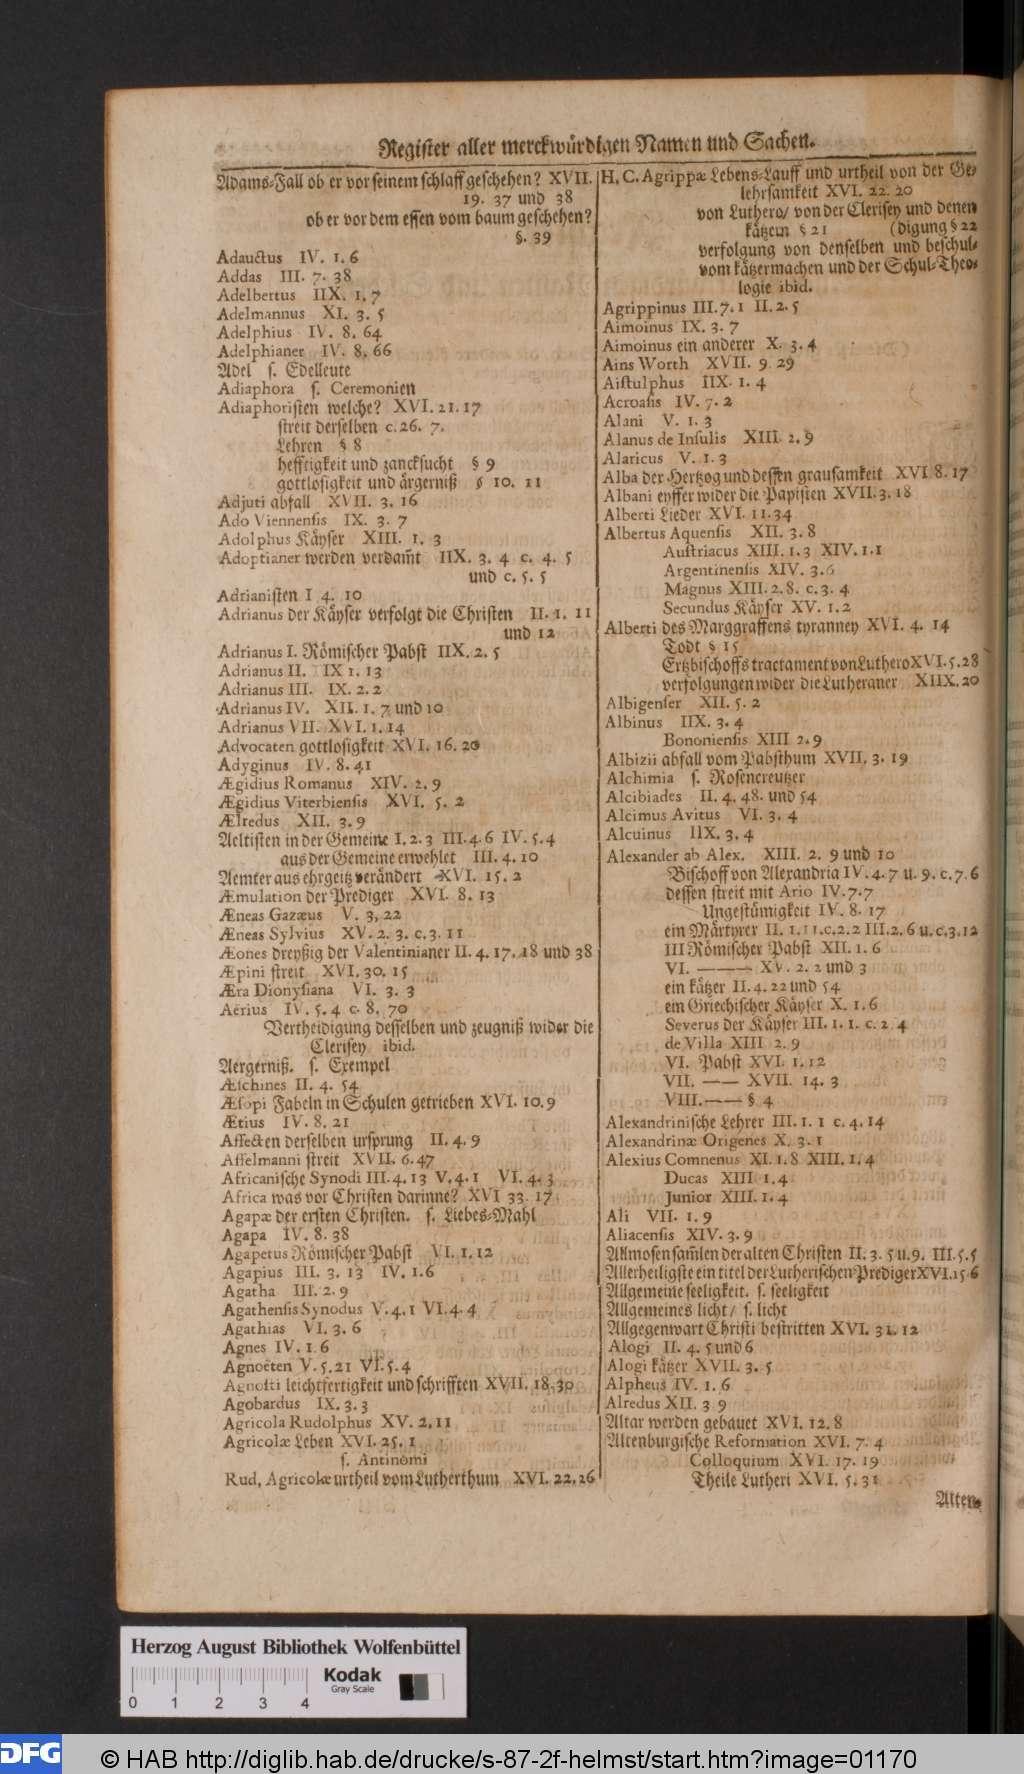 Register aller merckwürdigen Namen und Sachen.
Adams-Fall ob er vor seinem schlaff geschehen? XVII.
19. 37 und 38
ob er vor dem essen vom baum geschehen?
§. 39
Adauctus IV. 1. 6
Addas III. 7. 38
Adelbertus IIX. 1. 7
Adelmannus XI. 3. 5
Adelphius IV. 8. 64
Adelphianer IV. 8. 66
Adel s. Edelleute
Adiaphora s. Ceremonien
Adiaphoristen welche? XVI. 21. 17
streit derselben c. 26. 7.
Lehren § 8
hefftigkeit und zancksucht § 9
gottlosigkeit und ärgerniß § 10. 11
Adjuti abfall XVII. 3. 16
Ado Viennensis IX. 3. 7
Adolphus Käyser XIII. 1. 3
Adoptianer werden verdam̃t IIX. 3. 4 c. 4. 5
und c. 5. 5
Adrianisten I 4. 10
Adrianus der Käyser verfolgt die Christen II. 1. 11
und 12
Adrianus I. Römischer Pabst IIX. 2. 5
Adrianus II. IX 1. 13
Adrianus III. IX. 2. 2
Adrianus IV. XII. 1. 7 und 10
Adrianus VII. XVI. 1. 14
Advocaten gottlosigkeit XVI. 16. 20
Adyginus IV. 8. 41
Ægidius Romanus XIV. 2. 9
Ægidius Viterbiensis XVI. 5. 2
Ælredus XII. 3. 9
Aeltisten in der Gemeine I. 2. 3 III. 4. 6 IV. 5. 4
aus der Gemeine erwehlet III. 4. 10
Aemter aus ehrgeitz verändert XVI. 15. 2
Æmulation der Prediger XVI. 8. 13
Æneas Gazæus V. 3, 22
Æneas Sylvius XV. 2. 3. c. 3. 11
Æones dreyßig der Valentinianer II. 4. 17. 18 und 38
Æpini streit XVI. 30. 15
Æra Dionysiana VI. 3. 3
Aërius IV. 5. 4 c. 8. 70
Vertheidigung desselben und zeugniß wider die
Clerisey ibid.
Aergerniß. s. Exempel
Æschines II. 4. 54
Æsopi Fabeln in Schulen getrieben XVI. 10. 9
Ætius IV. 8. 21
Affecten derselben ursprung II. 4. 9
Affelmanni streit XVII. 6. 47
Africanische Synodi III. 4. 13 V. 4. 1 VI. 4. 3
Africa was vor Christen darinne? XVI 33. 17
Agapæ der ersten Christen. s. Liebes-Mahl
Agapa IV. 8. 38
Agapetus Römischer Pabst VI. 1. 12
Agapius III. 3. 13 IV. 1. 6
Agatha III. 2. 9
Agathensis Synodus V. 4. 1 VI. 4. 4
Agathias VI. 3. 6
Agnes IV. 1 6
Agnoëten V. 5. 21 VI. 5. 4
Agnosti leichtfertigkeit und schrifften XVII. 18. 30
Agobardus IX. 3. 3
Agricola Rudolphus XV. 2. 11
Agricolæ Leben XVI. 25. 1
s. Antinomi
Rud, Agricolæ urtheil vom Lutherthum XVI. 22. 26
H. C. Agrippæ Lebens-Lauff und urtheil von der Ge-
lehrsamkeit XVI. 22. 20
von Luthero/ von der Clerisey und denen
kätzern § 21 (digung § 22
verfolgung von denselben und beschul-
vom kätzermachen und der Schul-Theo-
logie ibid.
Agrippinus III. 7. 1 II. 2. 5
Aimoinus IX. 3. 7
Aimoinus ein anderer X. 3. 4
Ains Worth XVII. 9 29
Aistulphus IIX. 1. 4
Acroasis IV. 7. 2
Alani V. 1. 3
Alanus de Insulis XIII. 2. 9
Alaricus V. 1. 3
Alba der Hertzog und dessen grausamkeit XVI 8. 17
Albani eyffer wider die Papisten XVII. 3. 18
Alberti Lieder XVI. 11. 34
Albertus Aquensis XII. 3. 8
Austriacus XIII. 1. 3 XIV. 1. 1
Argentinensis XIV. 3. 6
Magnus XIII. 2. 8. c. 3. 4
Secundus Käyser XV. 1. 2
Alberti des Marggraffens tyranney XVI. 4. 14
Todt § 15
Ertzbischoffs tractament von Luthero XVI. 5. 28
verfolgungen wider die Lutheraner XIIX. 20
Albigenser XII. 5. 2
Albinus IIX. 3. 4
Bononiensis XIII 2. 9
Albizii abfall vom Pabsthum XVII. 3. 19
Alchimia s. Rosencreutzer
Alcibiades II. 4. 48. und 54
Alcimus Avitus VI. 3. 4
Alcuinus IIX. 3. 4
Alexander ab Alex. XIII. 2. 9 und 10
Bischoff von Alexandria IV. 4. 7 u. 9. c. 7. 6
dessen streit mit Ario IV. 7. 7
Ungestümigkeit IV. 8. 17
ein Märtyrer II. 1. 11. c. 2. 2 III. 2. 6 u. c. 3. 12
III Römischer Pabst XII. 1. 6
VI. ——— XV. 2. 2 und 3
ein kätzer II. 4. 22 und 54
ein Griechischer Käyser X. 1. 6
Severus der Käyser III. 1. 1. c. 2 4
de Villa XIII 2. 9
VI. Pabst XVI. 1. 12
VII. —— XVII. 14. 3
VIII. —— § 4
Alexandrinische Lehrer III. 1. 1 c. 4. 14
Alexandrinæ Origenes X. 3. 1
Alexius Comnenus XI. 1. 8 XIII. 1. 4
Ducas XIII. 1. 4
Junior XIII. 1. 4
Ali VII. 1. 9
Aliacensis XIV. 3. 9
Allmosen sam̃len der alten Christen II. 3. 5 u. 9. III. 5. 5
Allerheiligste ein titel der Lutherischen Prediger XVI. 15 6
Allgemeine seeligkeit. s. seeligkeit
Allgemeines licht/ s. licht
Allgegenwart Christi bestritten XVI. 31. 12
Alogi II. 4. 5 und 6
Alogi kätzer XVII. 3. 5
Alpheus IV. 1. 6
Alredus XII. 3 9
Altar werden gebauet XVI. 12. 8
Altenburgische Reformation XVI. 7. 4
Colloquium XVI. 17. 19
Theile Lutheri XVI. 5. 31
Alten-
Herzog August Bibliothek Wolfenbüttel
Kodak
Gray Scale
0 1 2 3 4
DFG © HAB http://diglib.hab.de/drucke/s-87-2f-helmst/start.htm?image=01170